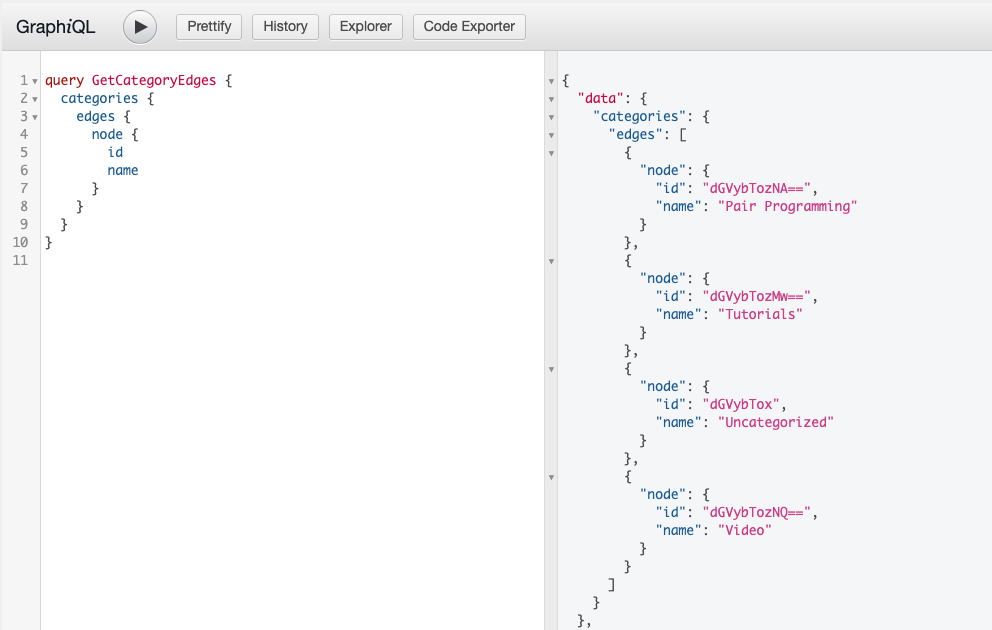 GraphiQL Prettify History Explorer Code Exporter
1 query GetCategoryEdges {
2 categories {
3 edges {
4 node {
5 id
6 name
7 }
8 }
9 }
10 }
11
{
"data": {
"categories": {
"edges": [
{
"node": {
"id": "dGVybTozNA==",
"name": "Pair Programming"
}
},
{
"node": {
"id": "dGVybTozMw==",
"name": "Tutorials"
}
},
{
"node": {
"id": "dGVybTox",
"name": "Uncategorized"
}
},
{
"node": {
"id": "dGVybTozNQ==",
"name": "Video"
}
}
]
}
},